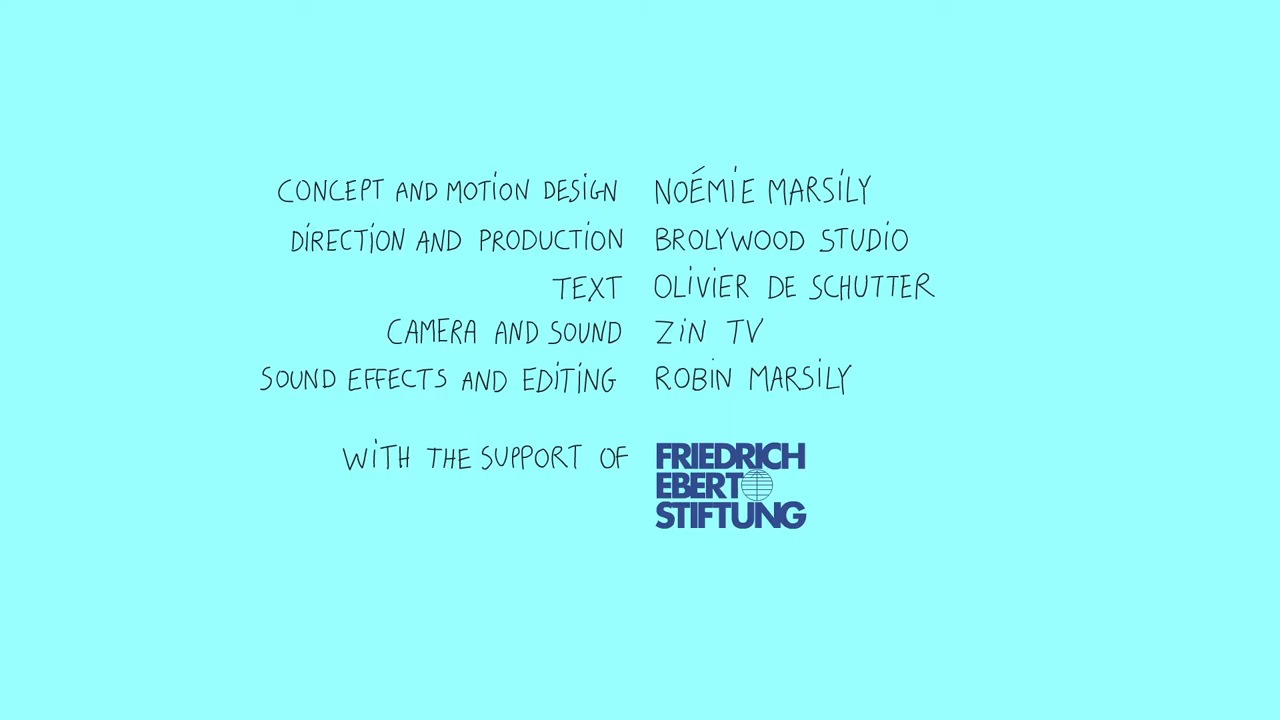 CONCEPT AND MOTION DESIGN NOÉMIE MARSILY
DIRECTION AND PRODUCTION BROLYWOOD STUDIO
TEXT OLIVIER DE SCHUTTER
CAMERA AND SOUND ZIN TV
SOUND EFFECTS AND EDITING ROBIN MARSILY
WITH THE SUPPORT OF FRIEDRICH
EBERT
STIFTUNG